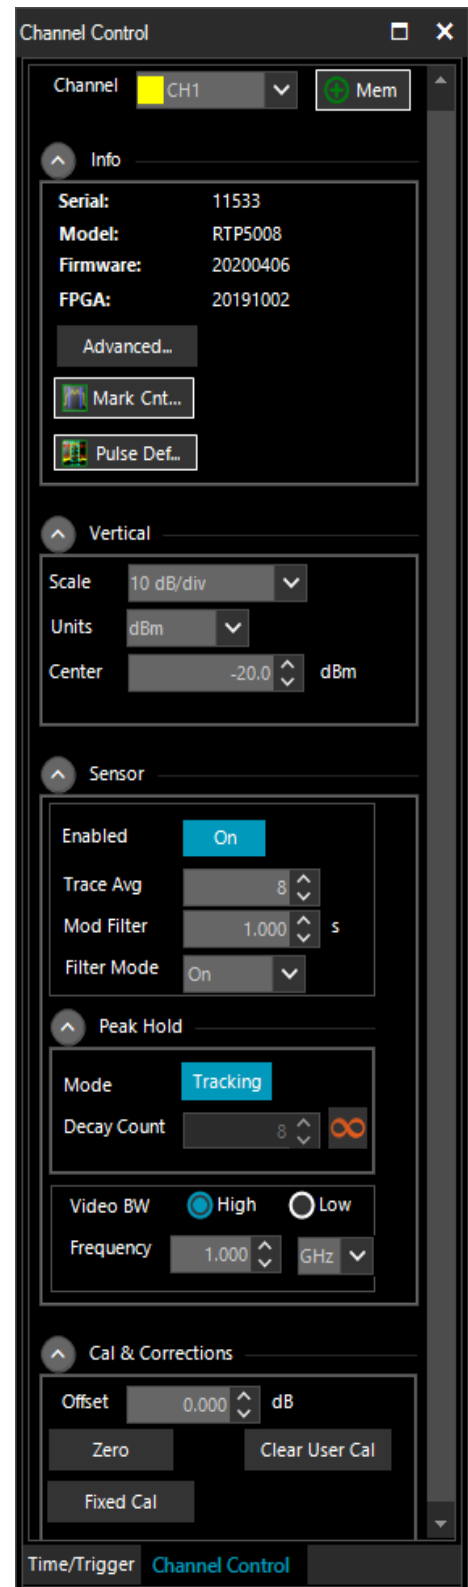 Channel Control
Channel CH1 Mem
Info
Serial: 11533
Model: RTP5008
Firmware: 20200406
FPGA: 20191002
Advanced...
Mark Cnt...
Pulse Def...
Vertical
Scale 10 dB/div
Units dBm
Center -20.0 dBm
Sensor
Enabled On
Trace Avg 8
Mod Filter 1.000 s
Filter Mode On
Peak Hold
Mode Tracking
Decay Count 8 ∞
Video BW High Low
Frequency 1.000 GHz
Cal & Corrections
Offset 0.000 dB
Zero Clear User Cal
Fixed Cal
Time/Trigger Channel Control